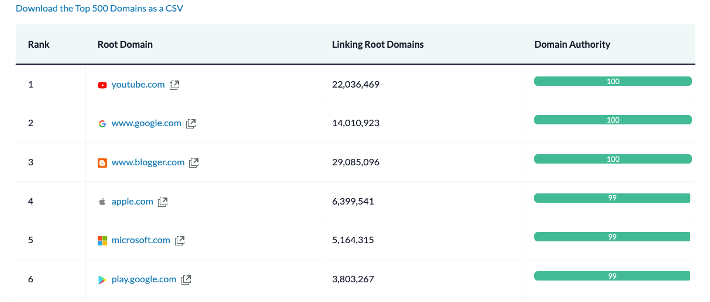 Download the Top 500 Domains as a CSV
Rank Root Domain Linking Root Domains Domain Authority
1 youtube.com 22,036,469 100
2 www.google.com 14,010,923 100
3 www.blogger.com 29,085,096 100
4 apple.com 6,399,541 99
5 microsoft.com 5,164,315 99
6 play.google.com 3,803,267 99